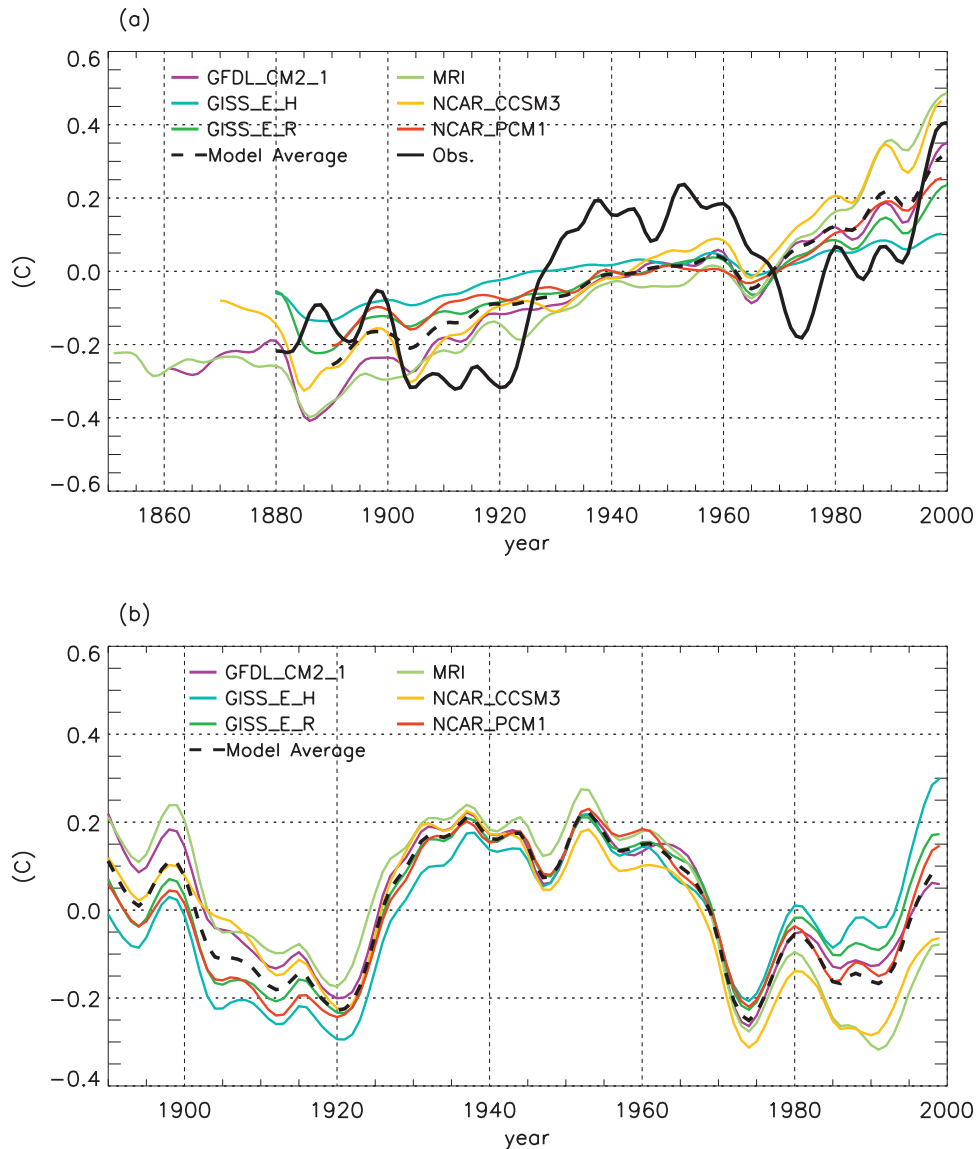 (a)
0.6
0.4
0.2
0.0
−0.2
−0.4
−0.6
(C)
GFDL_CM2_1
GISS_E_H
GISS_E_R
Model Average
MRI
NCAR_CCSM3
NCAR_PCM1
Obs.
1860 1880 1900 1920 1940 1960 1980 2000
year
(b)
0.6
0.4
0.2
0.0
−0.2
−0.4
(C)
GFDL_CM2_1
GISS_E_H
GISS_E_R
Model Average
MRI
NCAR_CCSM3
NCAR_PCM1
1900 1920 1940 1960 1980 2000
year